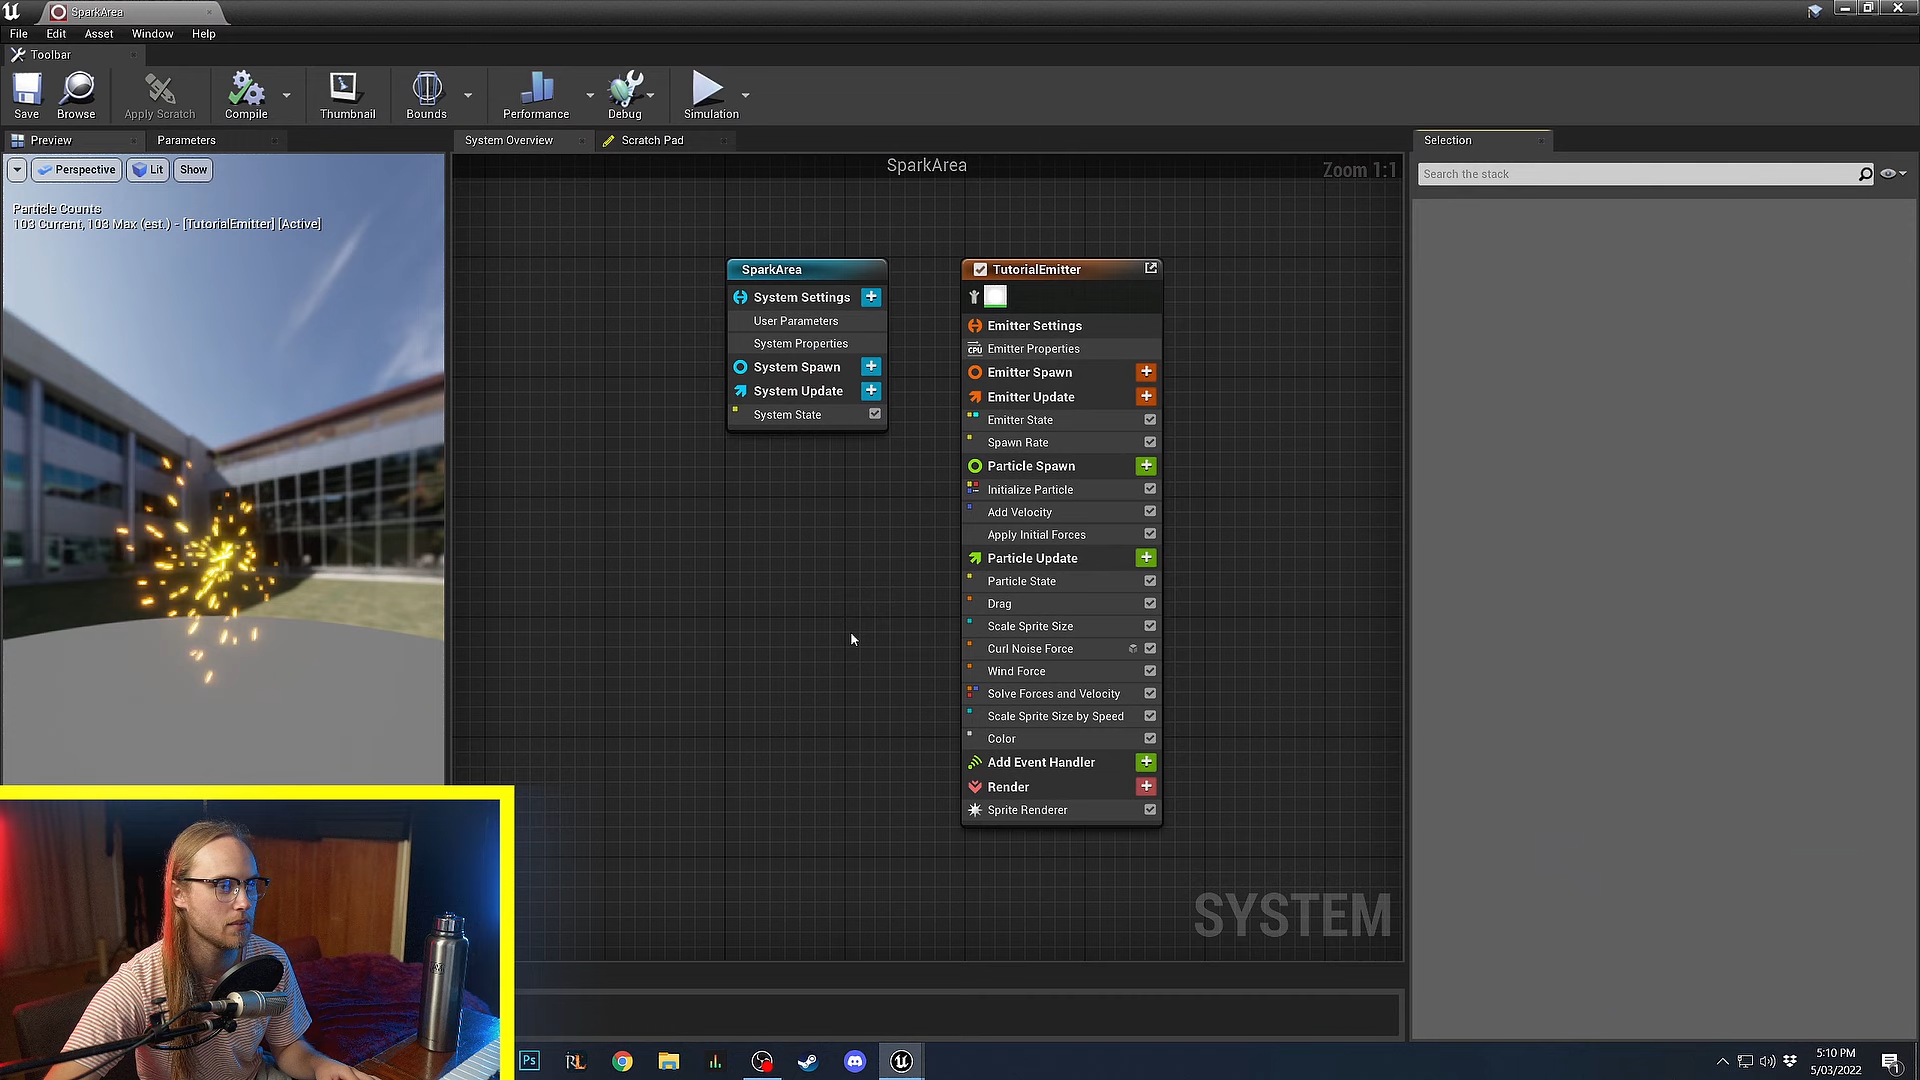 SparkArea
File Edit Asset Window Help
Toolbar
Save Browse Apply Scratch Compile Thumbnail Bounds Performance Debug Simulation
Preview Parameters System Overview Scratch Pad Selection
Perspective Lit Show
SparkArea
Zoom 1:1
Search the stack
Particle Counts
103 Current, 103 Max (est.) - [TutorialEmitter] [Active]
SparkArea
System Settings
User Parameters
System Properties
System Spawn
System Update
System State
TutorialEmitter
Emitter Settings
CPU Emitter Properties
Emitter Spawn
Emitter Update
Emitter State
Spawn Rate
Particle Spawn
Initialize Particle
Add Velocity
Apply Initial Forces
Particle Update
Particle State
Drag
Scale Sprite Size
Curl Noise Force
Wind Force
Solve Forces and Velocity
Scale Sprite Size by Speed
Color
Add Event Handler
Render
Sprite Renderer
SYSTEM
Ps RL
5:10 PM
5/03/2022
1